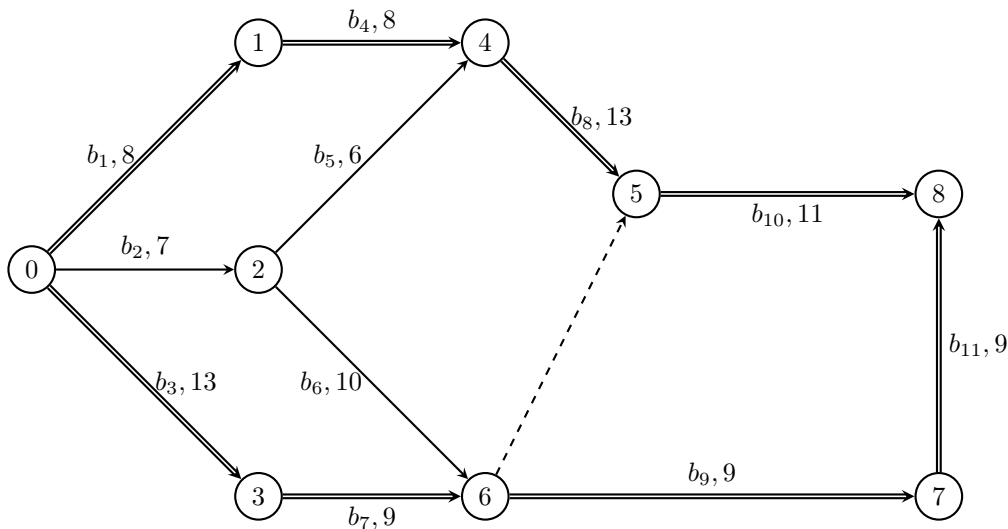 1
b₄, 8
4
b₁, 8
b₅, 6
b₈, 13
5
b₁₀, 11
8
0
b₂, 7
2
b₃, 13
b₆, 10
b₁₁, 9
3
b₇, 9
6
b₉, 9
7